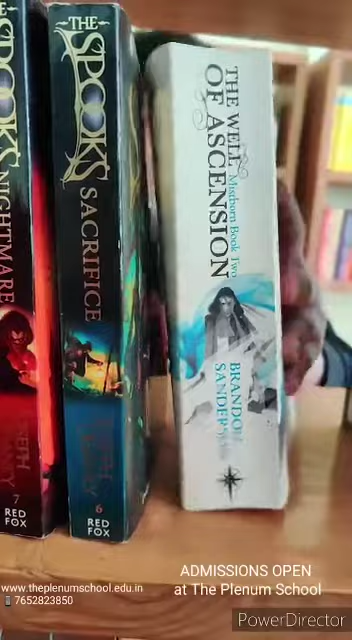 THE
SPOOK'S
NIGHTMARE
7
RED
FOX
THE
SPOOK'S
SACRIFICE
6
RED
FOX
THE WELL
OF ASCENSION
Mistborn Book Two
BRANDON
SANDERSON
www.theplenumschool.edu.in
7652823850
ADMISSIONS OPEN
at The Plenum School
PowerDirector